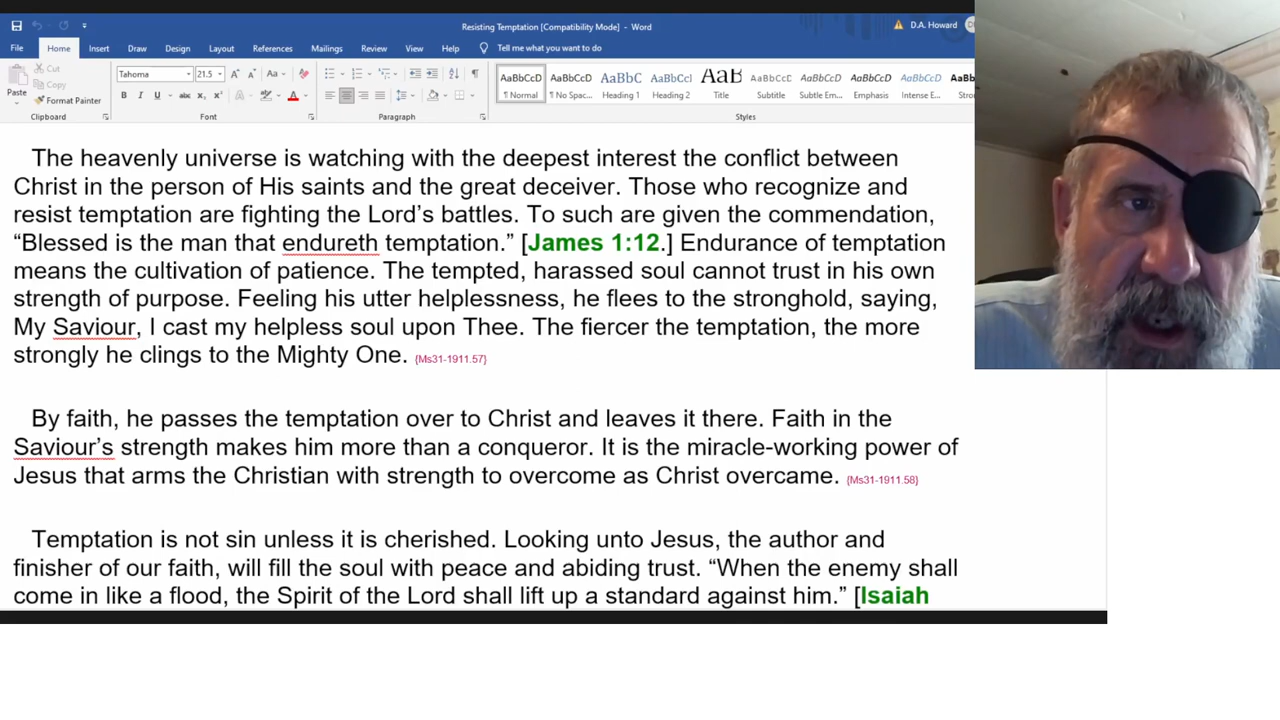 Resisting Temptation [Compatibility Mode] - Word
D.A. Howard
File Home Insert Draw Design Layout References Mailings Review View Help Tell me what you want to do
Paste
Cut
Copy
Format Painter
Clipboard
Tahoma 21.5
Font
Paragraph
AaBbCcD AaBbCcD AaBbC AaBbCcI AaB AaBbCcD AaBbCcD AaBbCcD AaBbCcD
¶ Normal ¶ No Spac... Heading 1 Heading 2 Title Subtitle Subtle Em... Emphasis Intense E...
Styles
The heavenly universe is watching with the deepest interest the conflict between
Christ in the person of His saints and the great deceiver. Those who recognize and
resist temptation are fighting the Lord’s battles. To such are given the commendation,
“Blessed is the man that endureth temptation.” [James 1:12.] Endurance of temptation
means the cultivation of patience. The tempted, harassed soul cannot trust in his own
strength of purpose. Feeling his utter helplessness, he flees to the stronghold, saying,
My Saviour, I cast my helpless soul upon Thee. The fiercer the temptation, the more
strongly he clings to the Mighty One. {Ms31-1911.57}
By faith, he passes the temptation over to Christ and leaves it there. Faith in the
Saviour’s strength makes him more than a conqueror. It is the miracle-working power of
Jesus that arms the Christian with strength to overcome as Christ overcame. {Ms31-1911.58}
Temptation is not sin unless it is cherished. Looking unto Jesus, the author and
finisher of our faith, will fill the soul with peace and abiding trust. “When the enemy shall
come in like a flood, the Spirit of the Lord shall lift up a standard against him.” [Isaiah